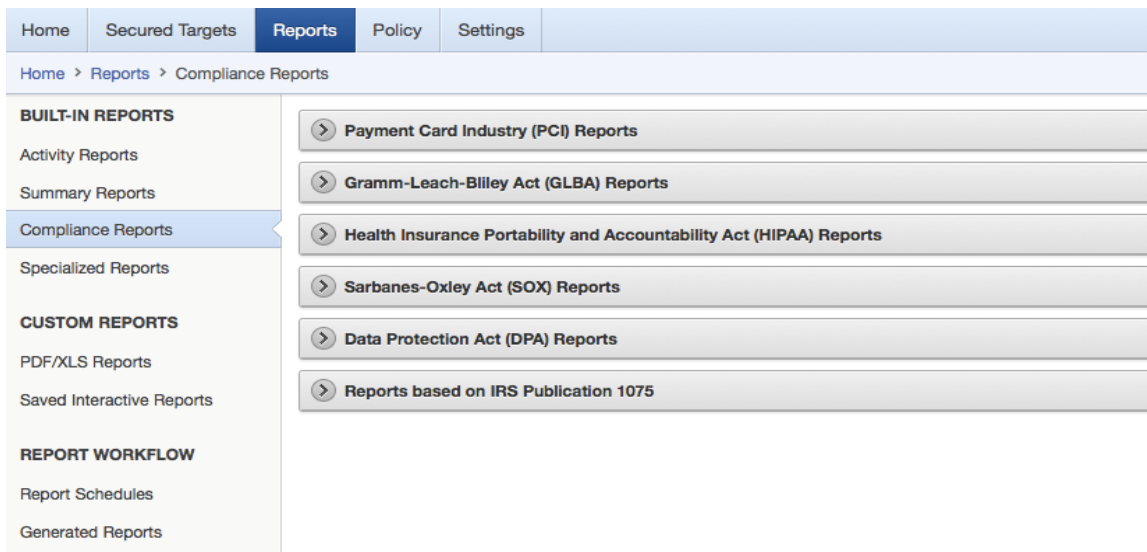 Home Secured Targets Reports Policy Settings
Home > Reports > Compliance Reports
BUILT-IN REPORTS
Activity Reports
Summary Reports
Compliance Reports
Specialized Reports
CUSTOM REPORTS
PDF/XLS Reports
Saved Interactive Reports
REPORT WORKFLOW
Report Schedules
Generated Reports
Payment Card Industry (PCI) Reports
Gramm-Leach-Bliley Act (GLBA) Reports
Health Insurance Portability and Accountability Act (HIPAA) Reports
Sarbanes-Oxley Act (SOX) Reports
Data Protection Act (DPA) Reports
Reports based on IRS Publication 1075